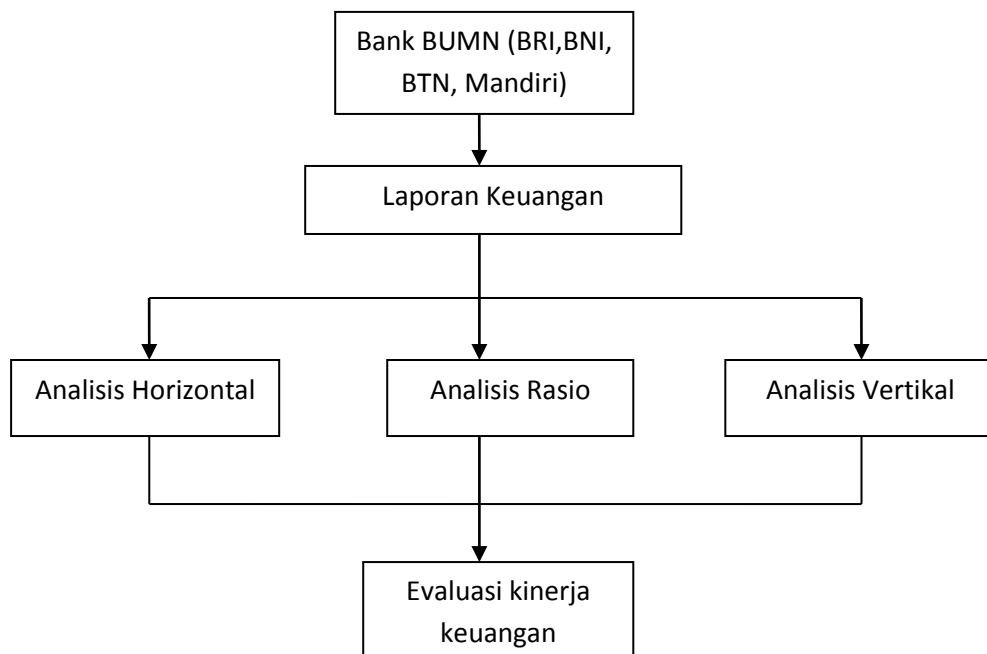 Bank BUMN (BRI,BNI,
BTN, Mandiri)
Laporan Keuangan
Analisis Horizontal
Analisis Rasio
Analisis Vertikal
Evaluasi kinerja
keuangan